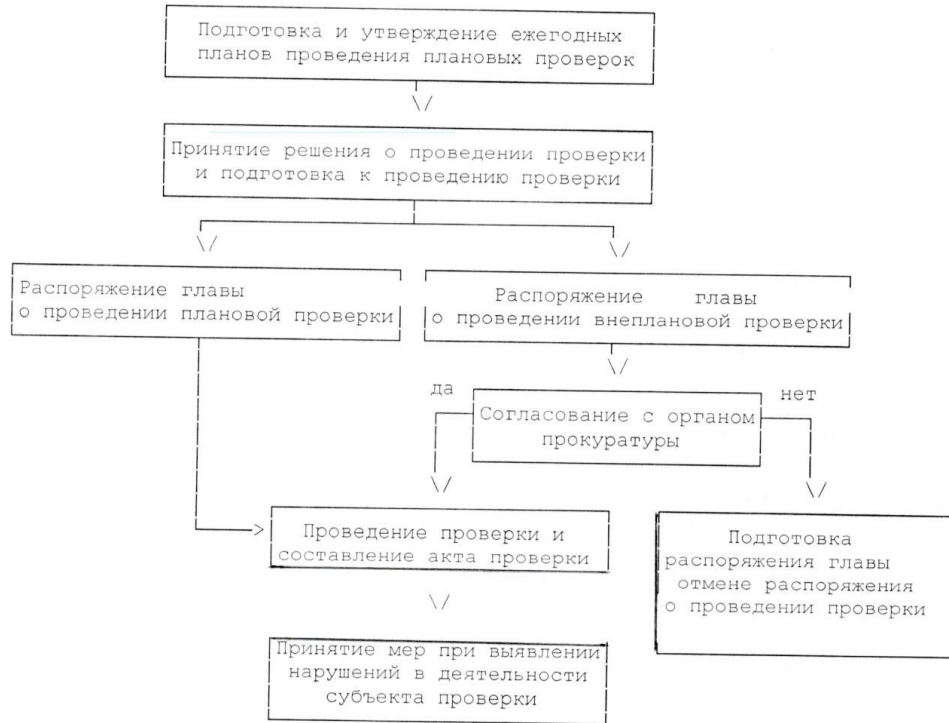 Подготовка и утверждение ежегодных
планов проведения плановых проверок
\/
Принятие решения о проведении проверки
и подготовка к проведению проверки
\/
\/
Распоряжение главы
о проведении плановой проверки
Распоряжение главы
о проведении внеплановой проверки
\/
да
нет
Согласование с органом
прокуратуры
\/
\/
>
Проведение проверки и
составление акта проверки
Подготовка
распоряжения главы
отмене распоряжения
о проведении проверки
\/
Принятие мер при выявлении
нарушений в деятельности
субъекта проверки